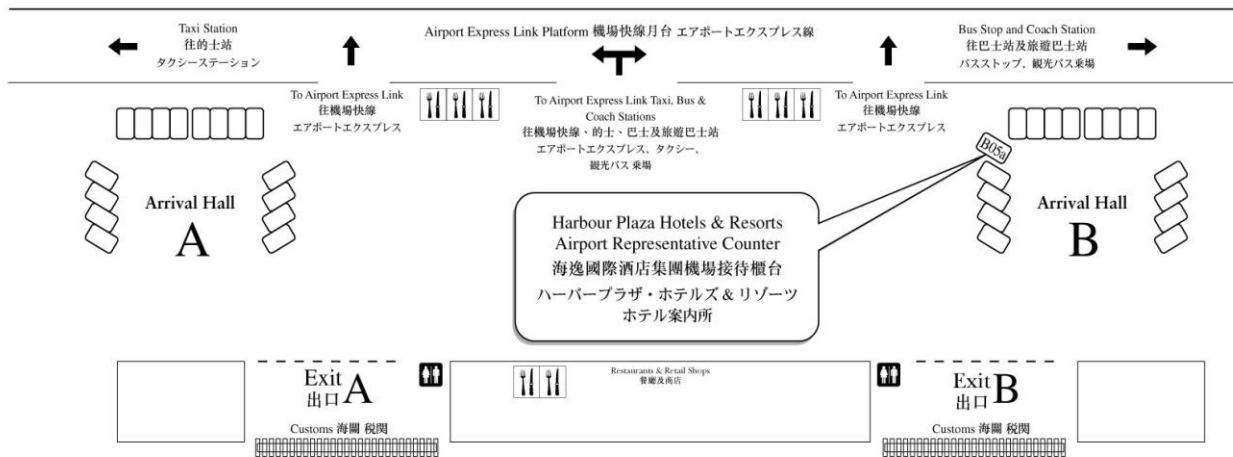 Taxi Station
往的士站
タクシーステーション
Airport Express Link Platform 機場快線月台 エアポートエクスプレス線
Bus Stop and Coach Station
往巴士站及旅遊巴士站
バスストップ、観光バス乗場
To Airport Express Link
往機場快線
エアポートエクスプレス
To Airport Express Link Taxi, Bus &
Coach Stations
往機場快線、的士、巴士及旅遊巴士站
エアポートエクスプレス、タクシー、
観光バス 乗場
To Airport Express Link
往機場快線
エアポートエクスプレス
B05a
Arrival Hall
A
Harbour Plaza Hotels & Resorts
Airport Representative Counter
海逸國際酒店集團機場接待櫃台
ハーバープラザ・ホテルズ & リゾーツ
ホテル案内所
Arrival Hall
B
Exit A
出口
Customs 海關 税関
Restaurants & Retail Shops
餐廳及商店
Exit B
出口
Customs 海關 税関